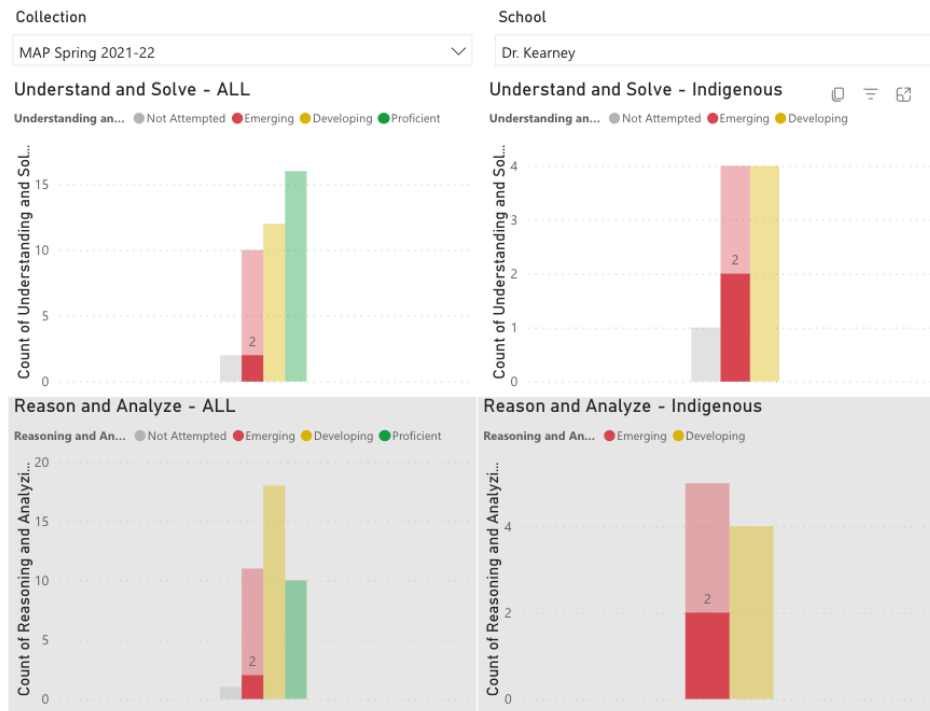 Collection
MAP Spring 2021-22
School
Dr. Kearney
Understand and Solve - ALL
Understanding an... Not Attempted Emerging Developing Proficient
Count of Understanding and Sol...
15
10
5
0
2
Understand and Solve - Indigenous
Understanding an... Not Attempted Emerging Developing
Count of Understanding and Sol...
4
3
2
1
0
2
Reason and Analyze - ALL
Reasoning and An... Not Attempted Emerging Developing Proficient
Count of Reasoning and Analyzi...
20
15
10
5
0
2
Reason and Analyze - Indigenous
Reasoning and An... Emerging Developing
Count of Reasoning and Analyzi...
4
2
0
2